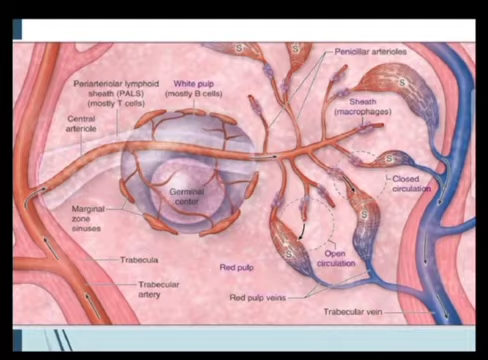 S
S
Penicillar arterioles
Periarteriolar lymphoid
sheath (PALS)
(mostly T cells)
White pulp
(mostly B cells)
S
Sheath
(macrophages)
Central
arteriole
S
Closed
circulation
Germinal
center
Marginal
zone
sinuses
S
S
Trabecula
Red pulp
Open
circulation
Trabecular
artery
Red pulp veins
Trabecular vein